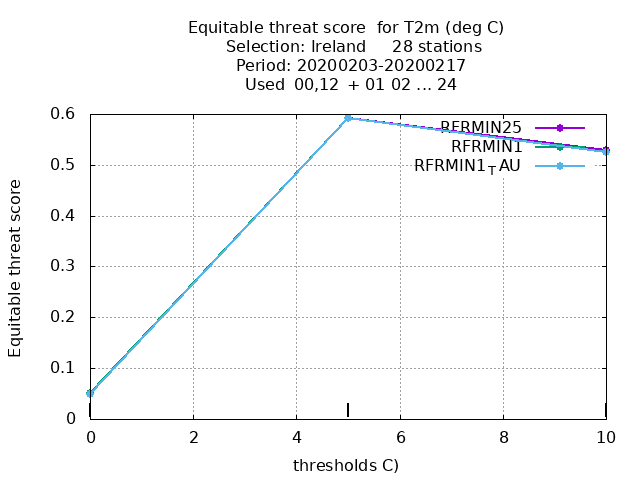 Equitable threat score  for T2m (deg C)
Selection: Ireland     28 stations
Period: 20200203-20200217
Used  00,12  + 01 02 ... 24
0.6
0.5
0.4
0.3
0.2
0.1
0
Equitable threat score
RFRMIN25
RFRMIN1
RFRMIN1TAU
0 2 4 6 8 10
thresholds C)